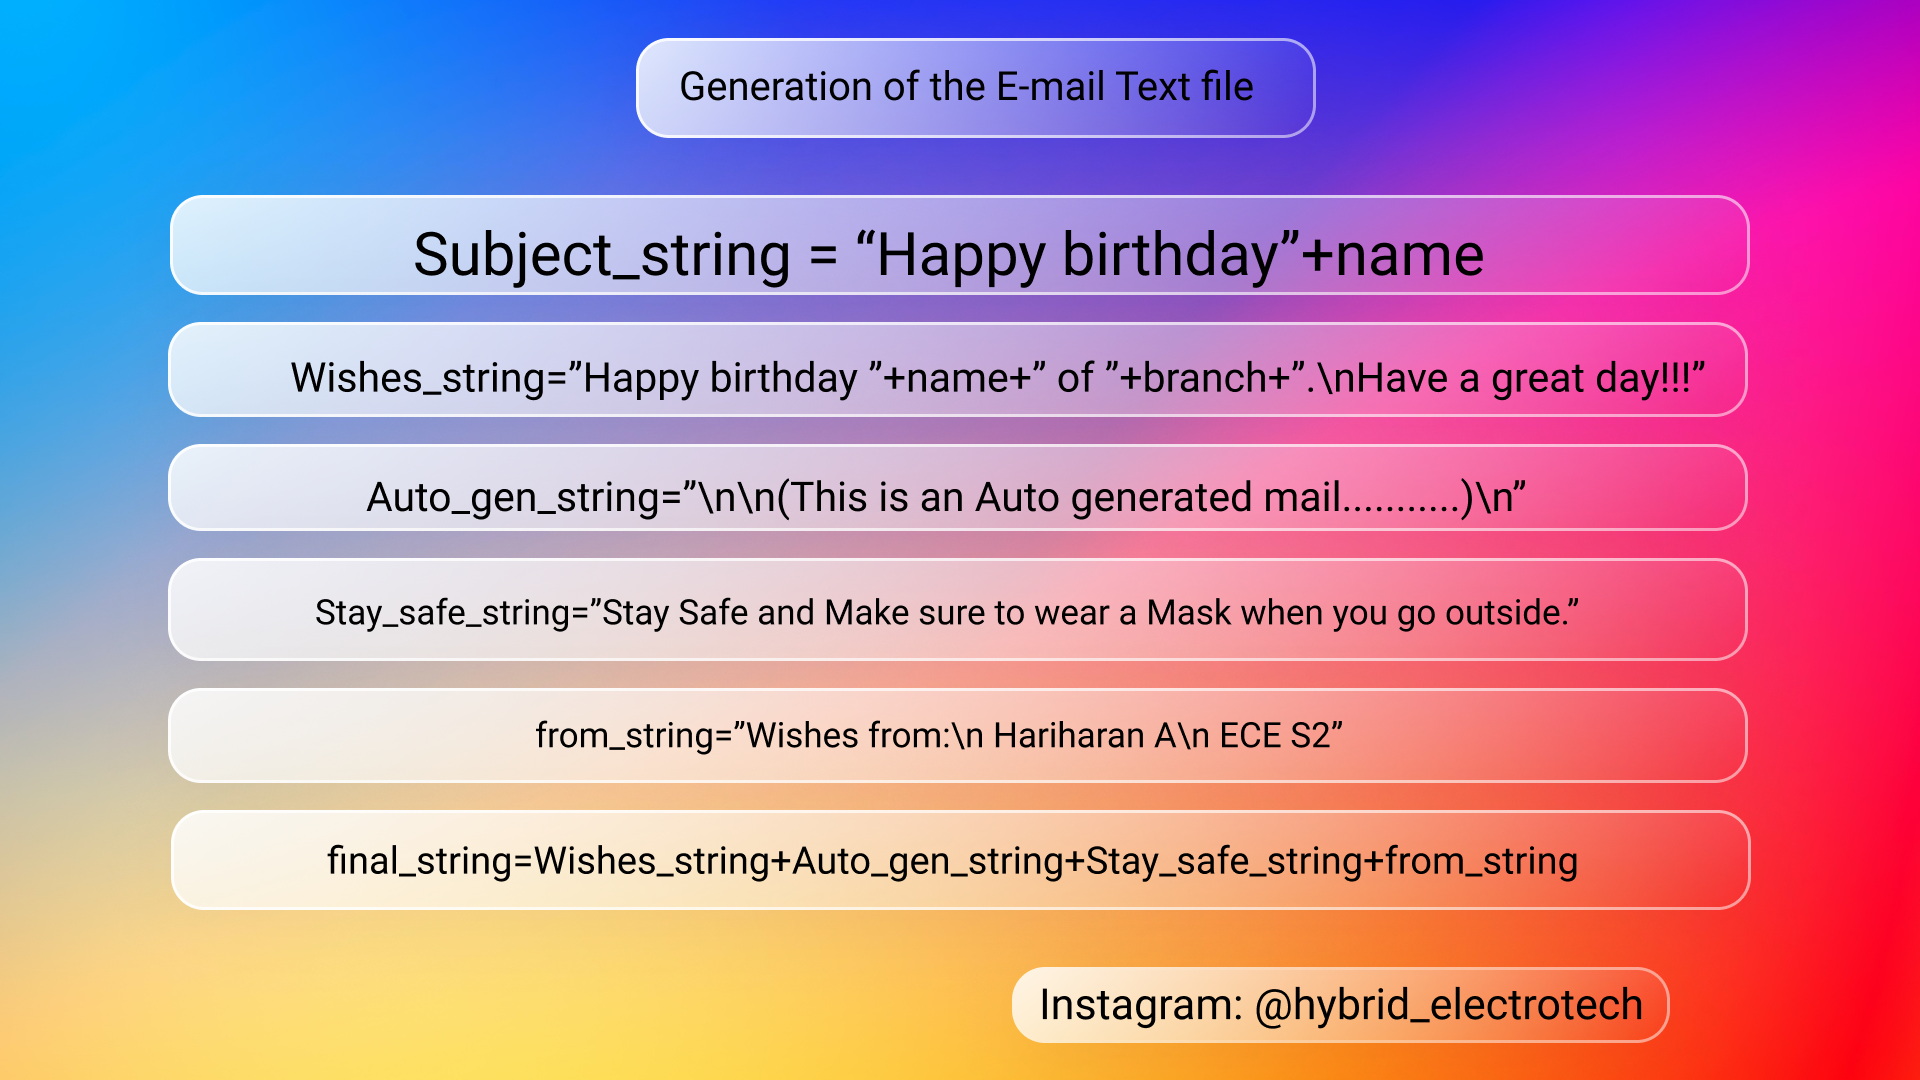 Generation of the E-mail Text file
Subject_string = “Happy birthday”+name
Wishes_string=”Happy birthday ”+name+” of ”+branch+”.\nHave a great day!!!”
Auto_gen_string=”\n\n(This is an Auto generated mail...........)\n”
Stay_safe_string=”Stay Safe and Make sure to wear a Mask when you go outside.”
from_string=”Wishes from:\n Hariharan A\n ECE S2”
final_string=Wishes_string+Auto_gen_string+Stay_safe_string+from_string
Instagram: @hybrid_electrotech